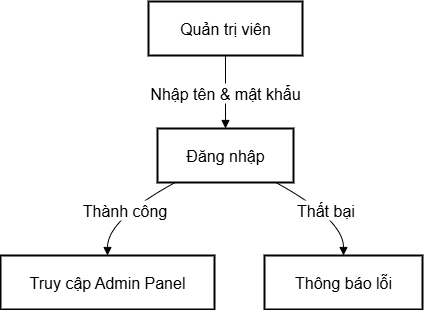 Quản trị viên
Nhập tên & mật khẩu
Đăng nhập
Thành công
Thất bại
Truy cập Admin Panel
Thông báo lỗi